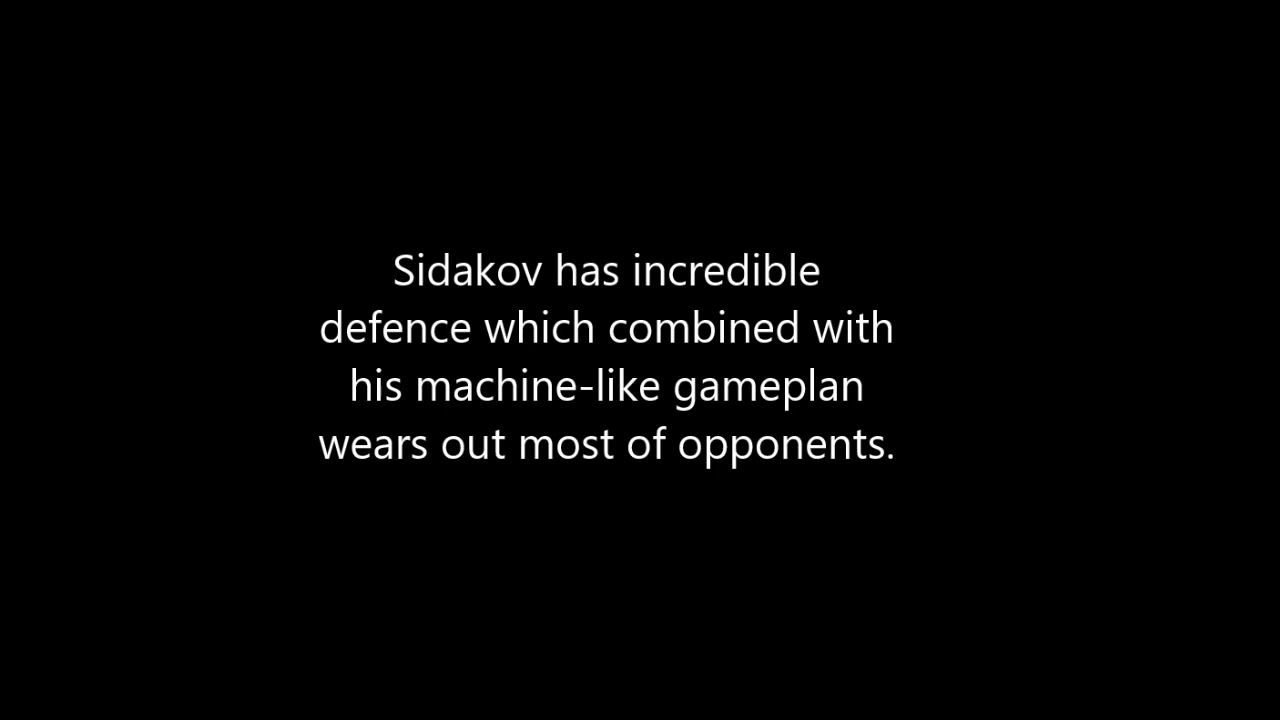 Sidakov has incredible
defence which combined with
his machine-like gameplan
wears out most of opponents.